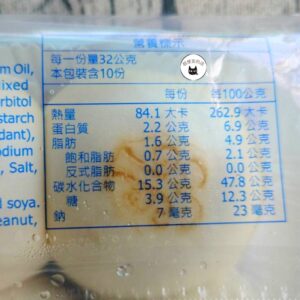 營養標示
每一份量32公克
本包裝含10份
每份 每100公克
熱量 84.1 大卡 262.9 大卡
蛋白質 2.2 公克 6.9 公克
脂肪 1.6 公克 4.9 公克
飽和脂肪 0.7 公克 2.1 公克
反式脂肪 0.0 公克 0.0 公克
碳水化合物 15.3 公克 47.8 公克
糖 3.9 公克 12.3 公克
鈉 7 毫克 23 毫克
m Oil,
ixed
rbitol
starch
dant),
odium
, Salt,
d soya.
eanut,